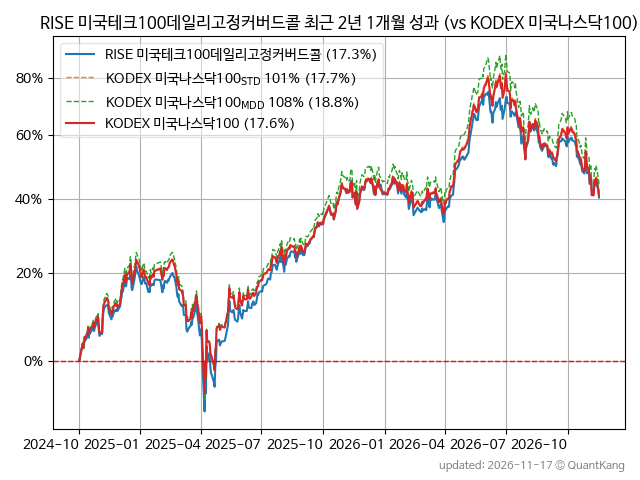 RISE 미국테크100데일리고정커버드콜 최근 2년 1개월 성과 (vs KODEX 미국나스닥100)
RISE 미국테크100데일리고정커버드콜 (17.3%)
KODEX 미국나스닥100STD 101% (17.7%)
KODEX 미국나스닥100MDD 108% (18.8%)
KODEX 미국나스닥100 (17.6%)
80%
60%
40%
20%
0%
2024-10 2025-01 2025-04 2025-07 2025-10 2026-01 2026-04 2026-07 2026-10
updated: 2026-11-17 © QuantKang